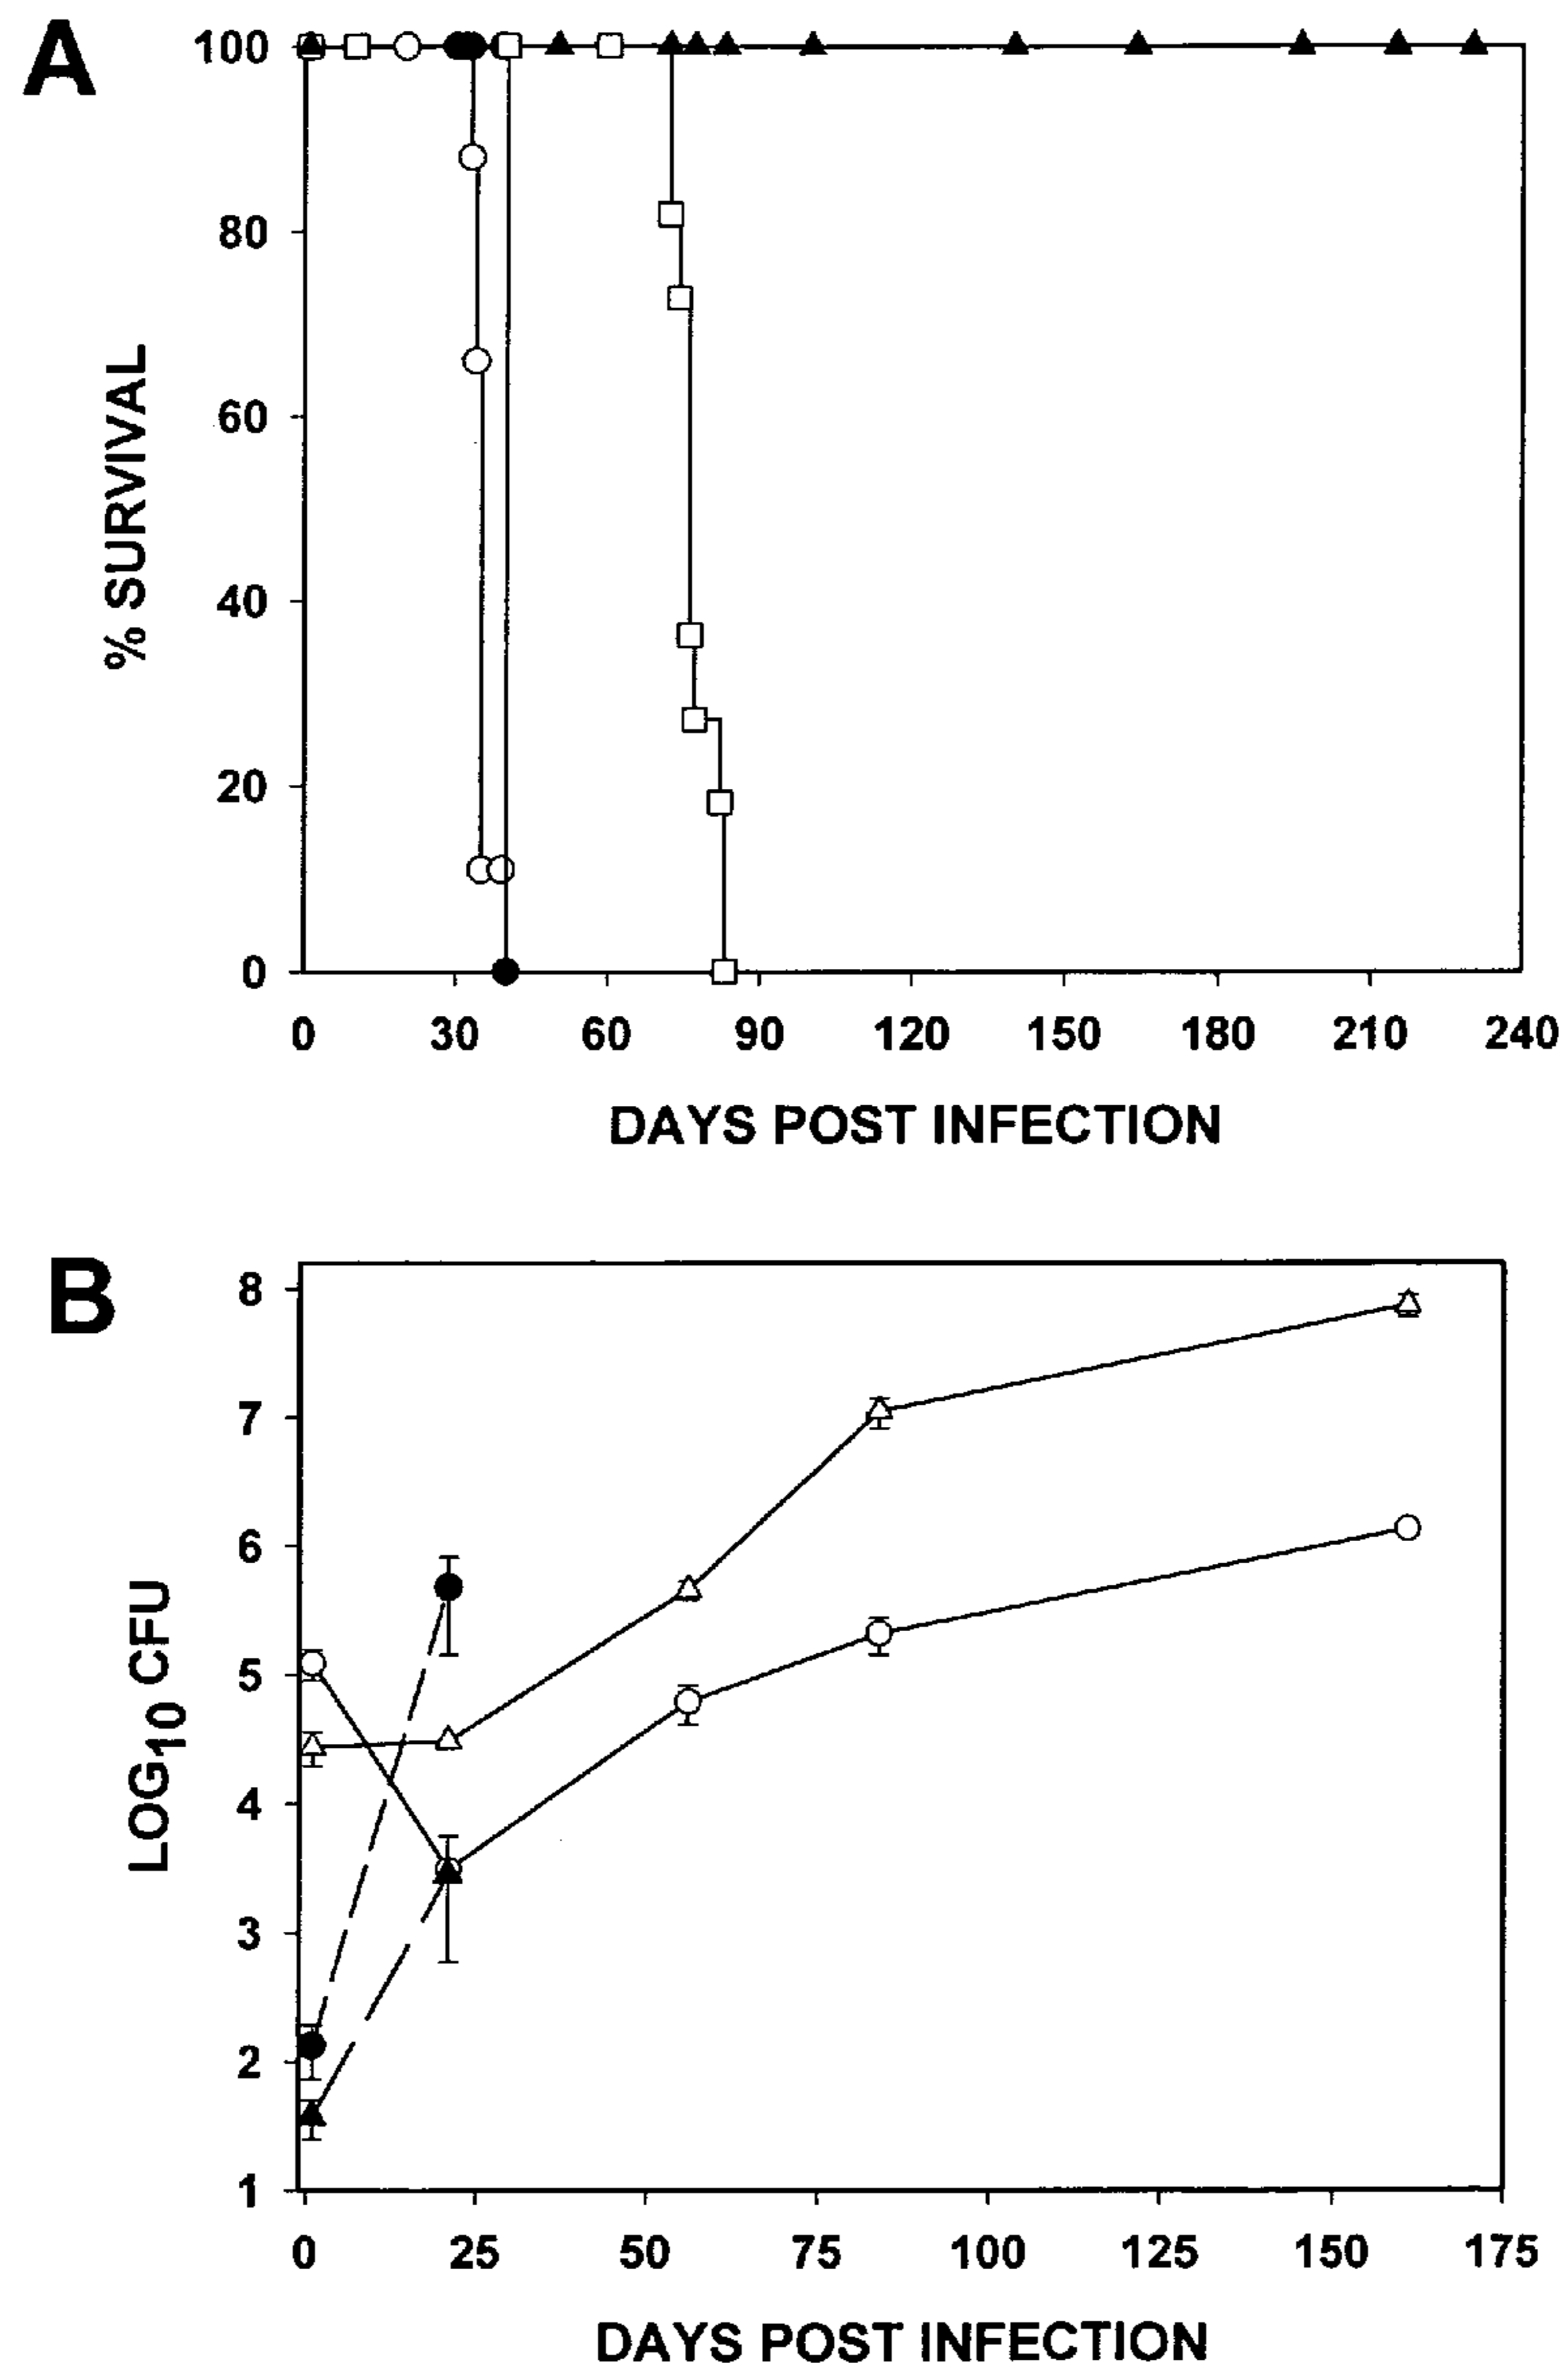 A
100
80
60
40
20
0
% SURVIVAL
0 30 60 90 120 150 180 210 240
DAYS POST INFECTION
B
8
7
6
5
4
3
2
1
LOG10 CFU
0 25 50 75 100 125 150 175
DAYS POST INFECTION